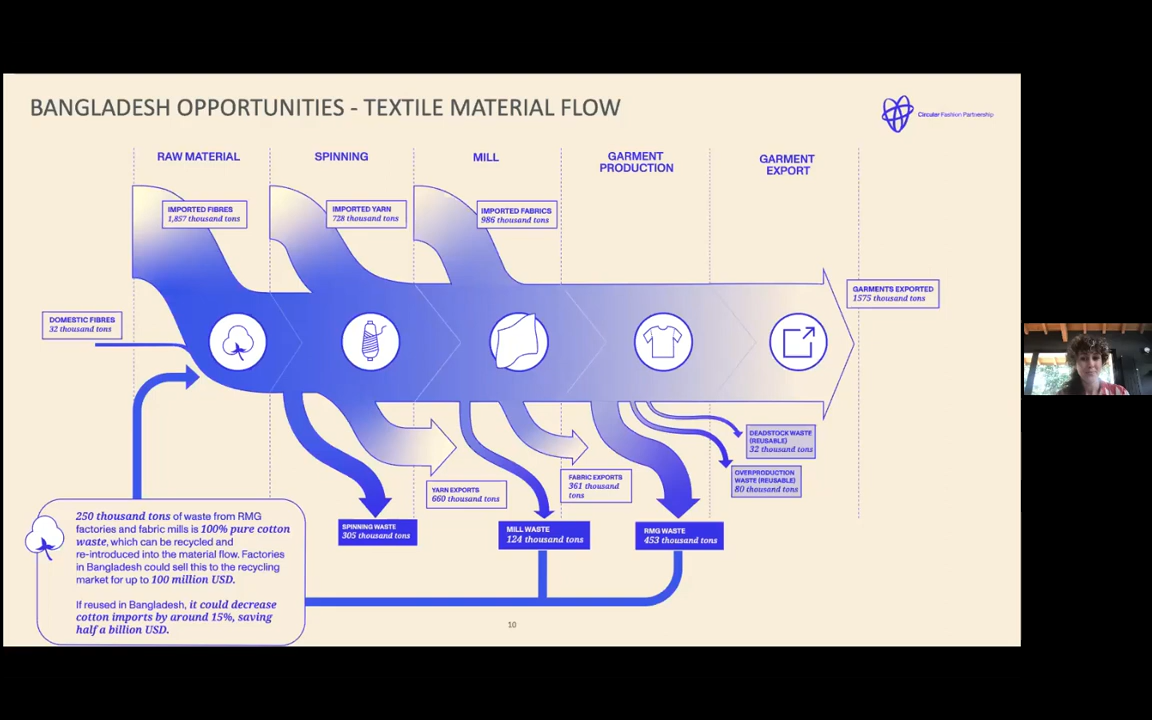 BANGLADESH OPPORTUNITIES - TEXTILE MATERIAL FLOW
Circular Fashion Partnership
RAW MATERIAL
SPINNING
MILL
GARMENT
PRODUCTION
GARMENT
EXPORT
IMPORTED FIBRES
1,857 thousand tons
IMPORTED YARN
728 thousand tons
IMPORTED FABRICS
986 thousand tons
GARMENTS EXPORTED
1575 thousand tons
DOMESTIC FIBRES
32 thousand tons
DEADSTOCK WASTE
(REUSABLE)
32 thousand tons
OVERPRODUCTION
WASTE (REUSABLE)
80 thousand tons
YARN EXPORTS
660 thousand tons
FABRIC EXPORTS
361 thousand
tons
SPINNING WASTE
305 thousand tons
MILL WASTE
124 thousand tons
RMG WASTE
453 thousand tons
250 thousand tons of waste from RMG
factories and fabric mills is 100% pure cotton
waste, which can be recycled and
re-introduced into the material flow. Factories
in Bangladesh could sell this to the recycling
market for up to 100 million USD.
If reused in Bangladesh, it could decrease
cotton imports by around 15%, saving
half a billion USD.
10